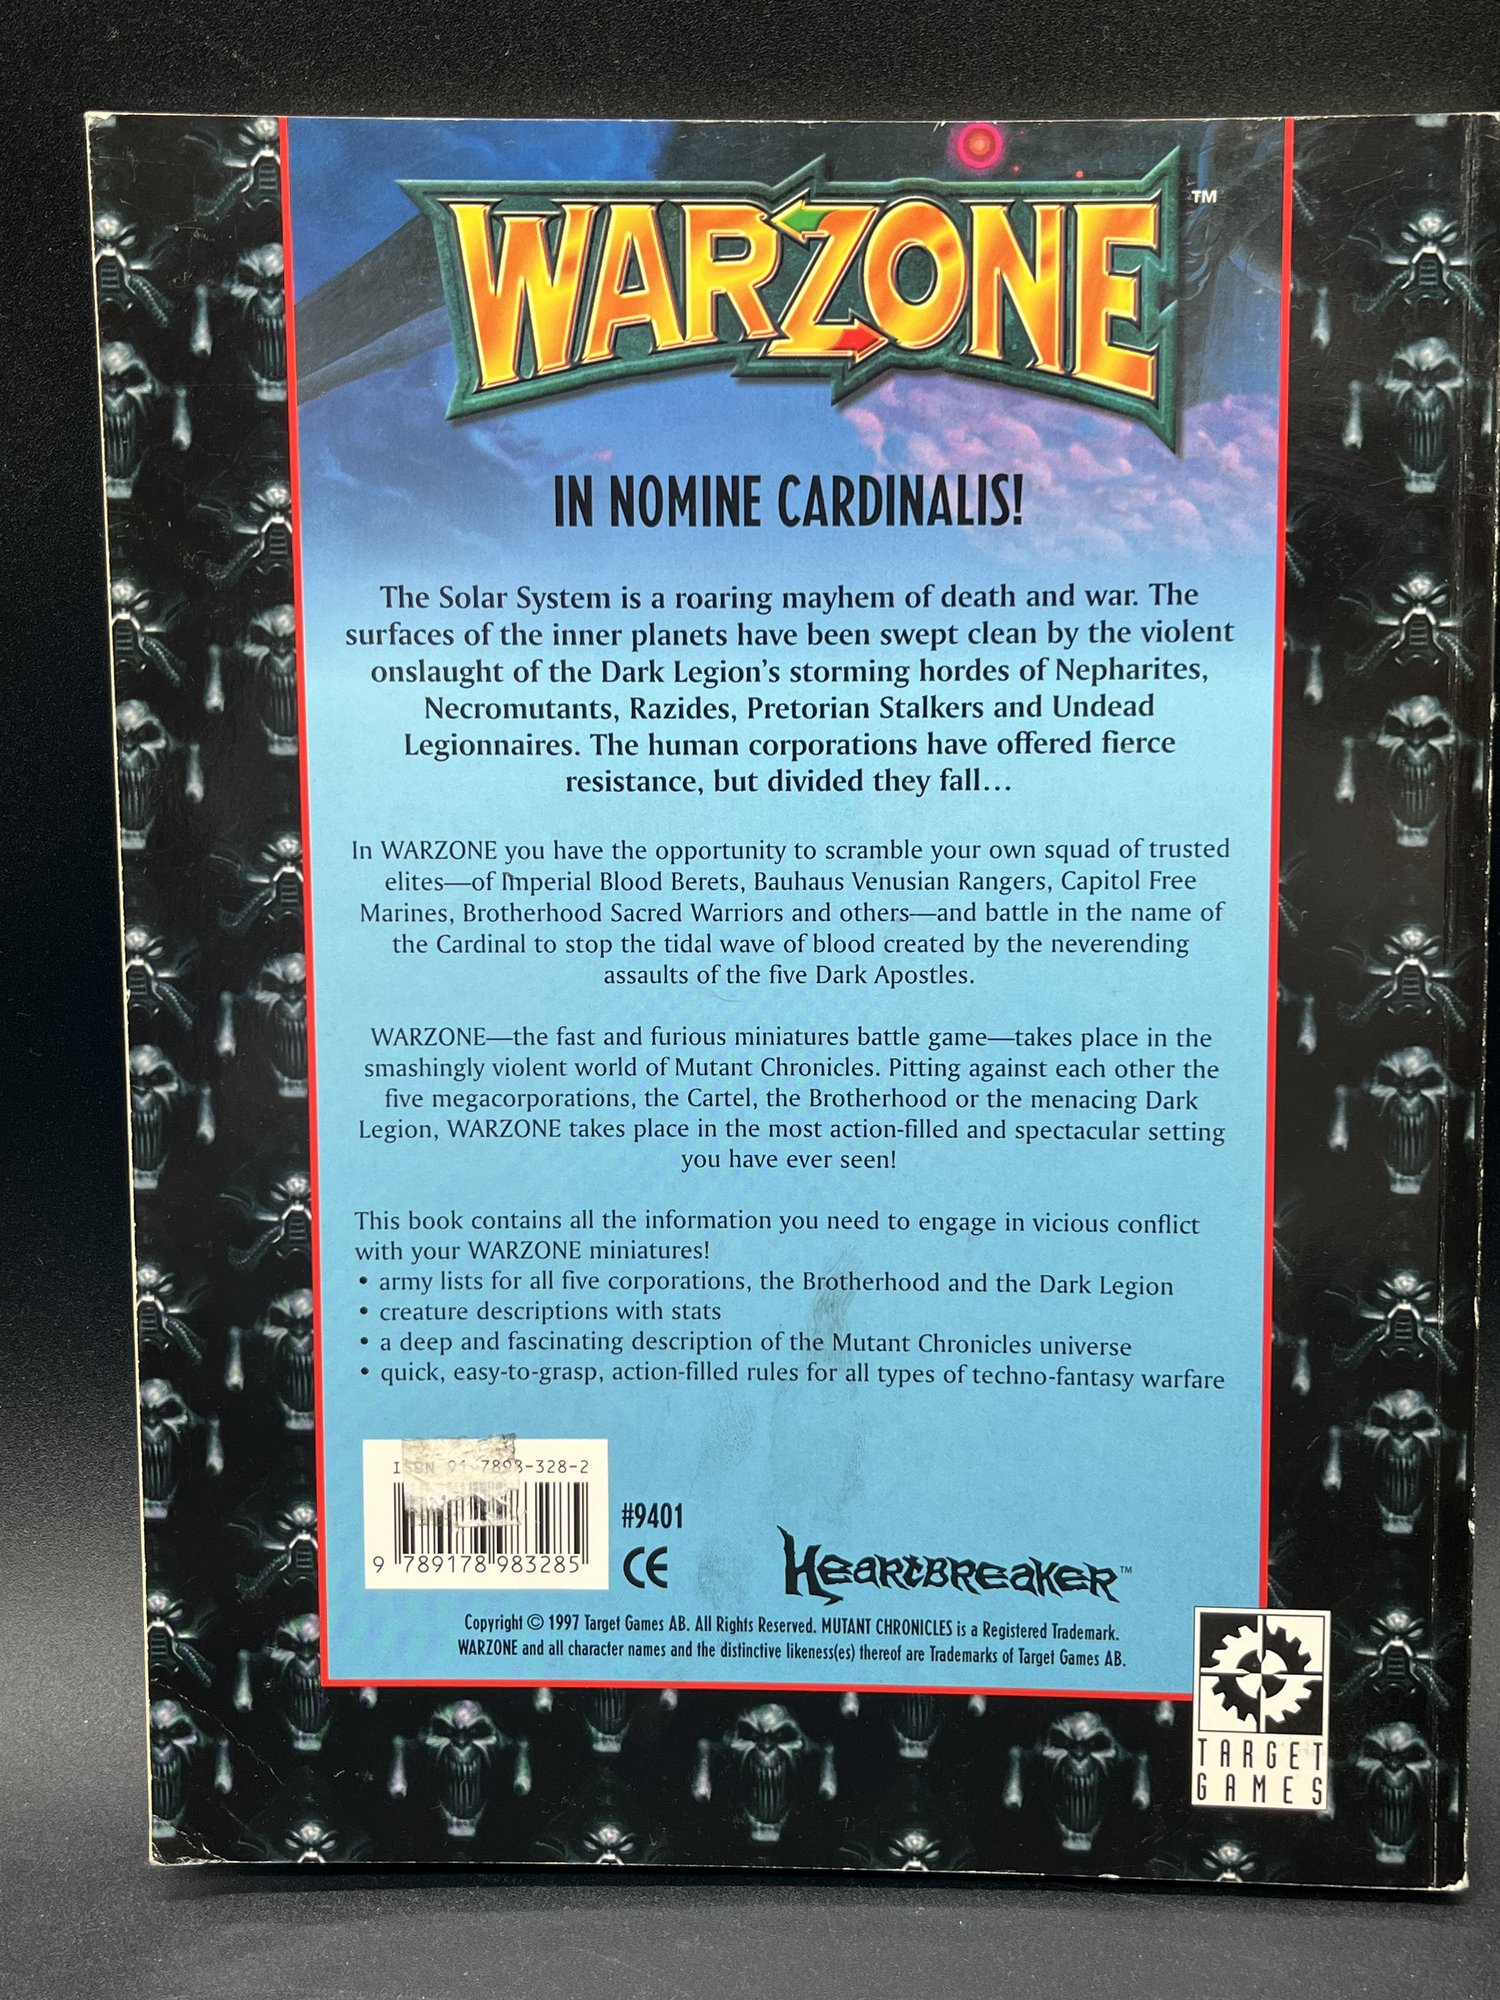 WARZONE™
IN NOMINE CARDINALIS!
The Solar System is a roaring mayhem of death and war. The
surfaces of the inner planets have been swept clean by the violent
onslaught of the Dark Legion's storming hordes of Nepharites,
Necromutants, Razides, Pretorian Stalkers and Undead
Legionnaires. The human corporations have offered fierce
resistance, but divided they fall…
In WARZONE you have the opportunity to scramble your own squad of trusted
elites—of Imperial Blood Berets, Bauhaus Venusian Rangers, Capitol Free
Marines, Brotherhood Sacred Warriors and others—and battle in the name of
the Cardinal to stop the tidal wave of blood created by the neverending
assaults of the five Dark Apostles.
WARZONE—the fast and furious miniatures battle game—takes place in the
smashingly violent world of Mutant Chronicles. Pitting against each other the
five megacorporations, the Cartel, the Brotherhood or the menacing Dark
Legion, WARZONE takes place in the most action-filled and spectacular setting
you have ever seen!
This book contains all the information you need to engage in vicious conflict
with your WARZONE miniatures!
• army lists for all five corporations, the Brotherhood and the Dark Legion
• creature descriptions with stats
• a deep and fascinating description of the Mutant Chronicles universe
• quick, easy-to-grasp, action-filled rules for all types of techno-fantasy warfare
ISBN 91-7898-328-2
9 789178 983285
#9401
CE
HEARTBREAKER™
Copyright © 1997 Target Games AB. All Rights Reserved. MUTANT CHRONICLES is a Registered Trademark.
WARZONE and all character names and the distinctive likeness(es) thereof are Trademarks of Target Games AB.
TARGET
GAMES